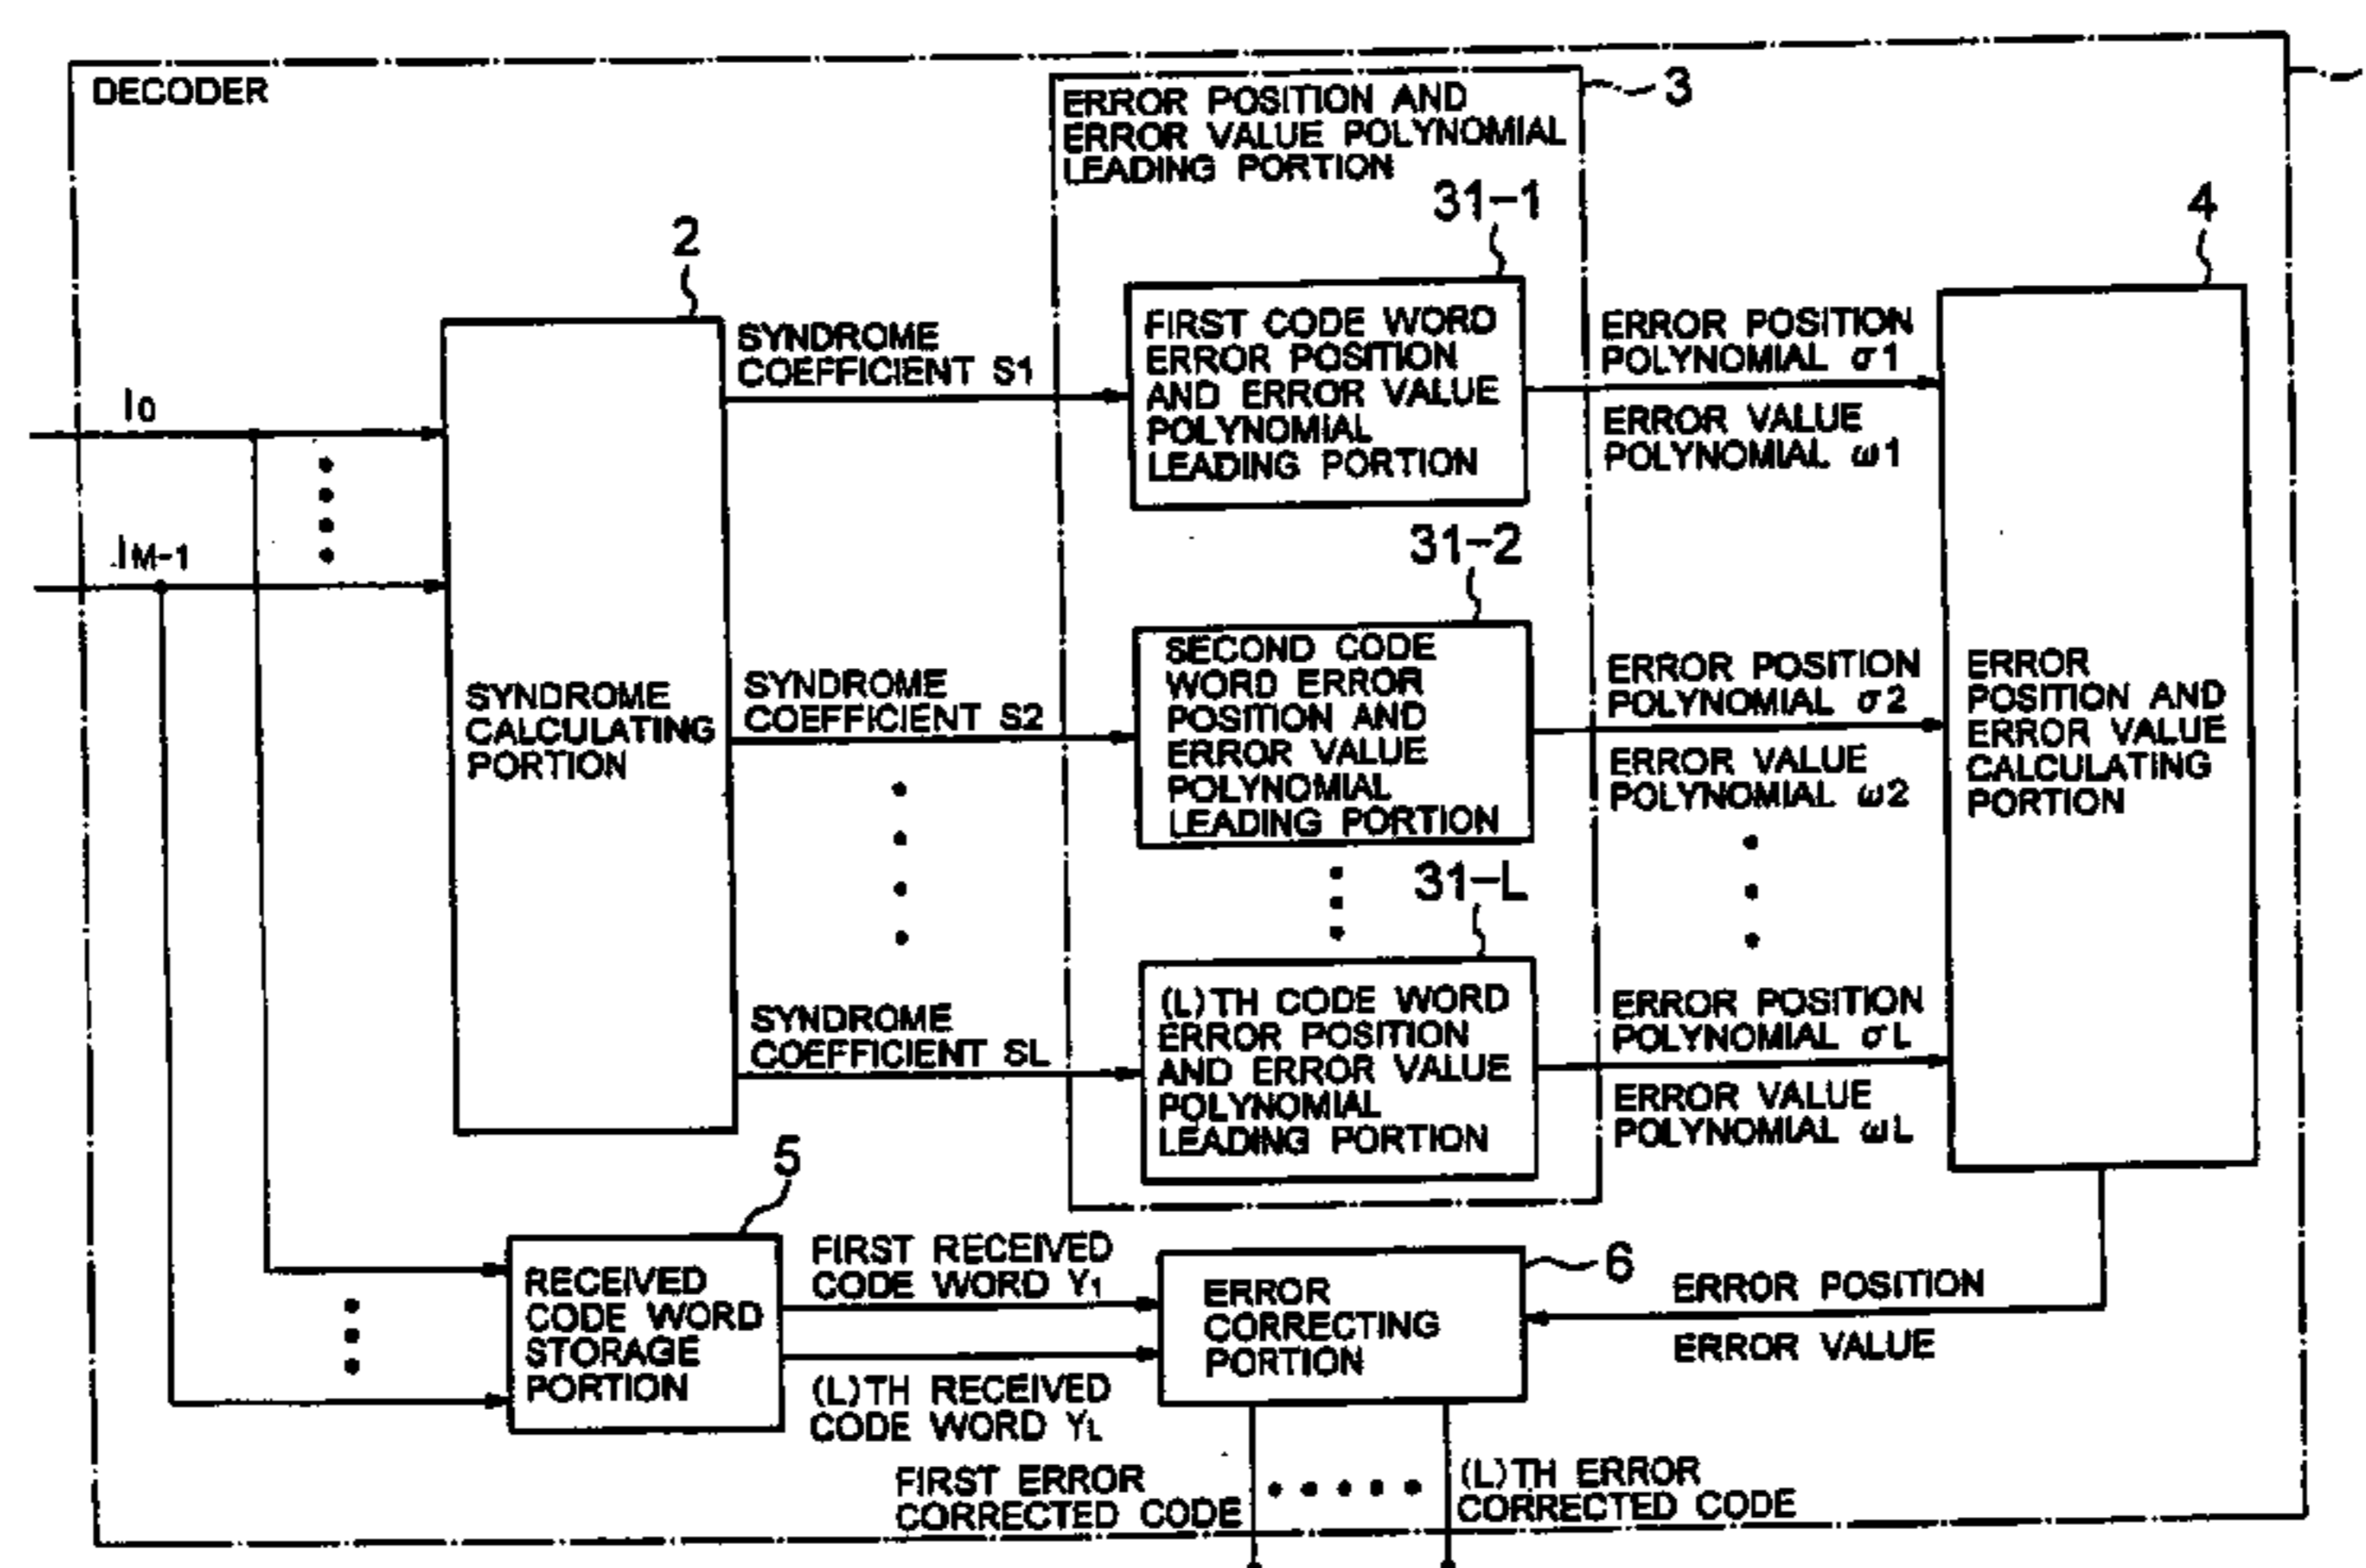 DECODER
3
ERROR POSITION AND
ERROR VALUE POLYNOMIAL
LEADING PORTION
2
31-1
4
SYNDROME
COEFFICIENT S1
FIRST CODE WORD
ERROR POSITION
AND ERROR VALUE
POLYNOMIAL
LEADING PORTION
ERROR POSITION
POLYNOMIAL σ1
ERROR VALUE
POLYNOMIAL ω1
I0
IM-1
31-2
SYNDROME
CALCULATING
PORTION
SYNDROME
COEFFICIENT S2
SECOND CODE
WORD ERROR
POSITION AND
ERROR VALUE
POLYNOMIAL
LEADING PORTION
ERROR POSITION
POLYNOMIAL σ2
ERROR VALUE
POLYNOMIAL ω2
ERROR
POSITION AND
ERROR VALUE
CALCULATING
PORTION
31-L
SYNDROME
COEFFICIENT SL
(L)TH CODE WORD
ERROR POSITION
AND ERROR VALUE
POLYNOMIAL
LEADING PORTION
ERROR POSITION
POLYNOMIAL σL
ERROR VALUE
POLYNOMIAL ωL
5
RECEIVED
CODE WORD
STORAGE
PORTION
FIRST RECEIVED
CODE WORD Y1
(L)TH RECEIVED
CODE WORD YL
6
ERROR
CORRECTING
PORTION
ERROR POSITION
ERROR VALUE
FIRST ERROR
CORRECTED CODE
(L)TH ERROR
CORRECTED CODE